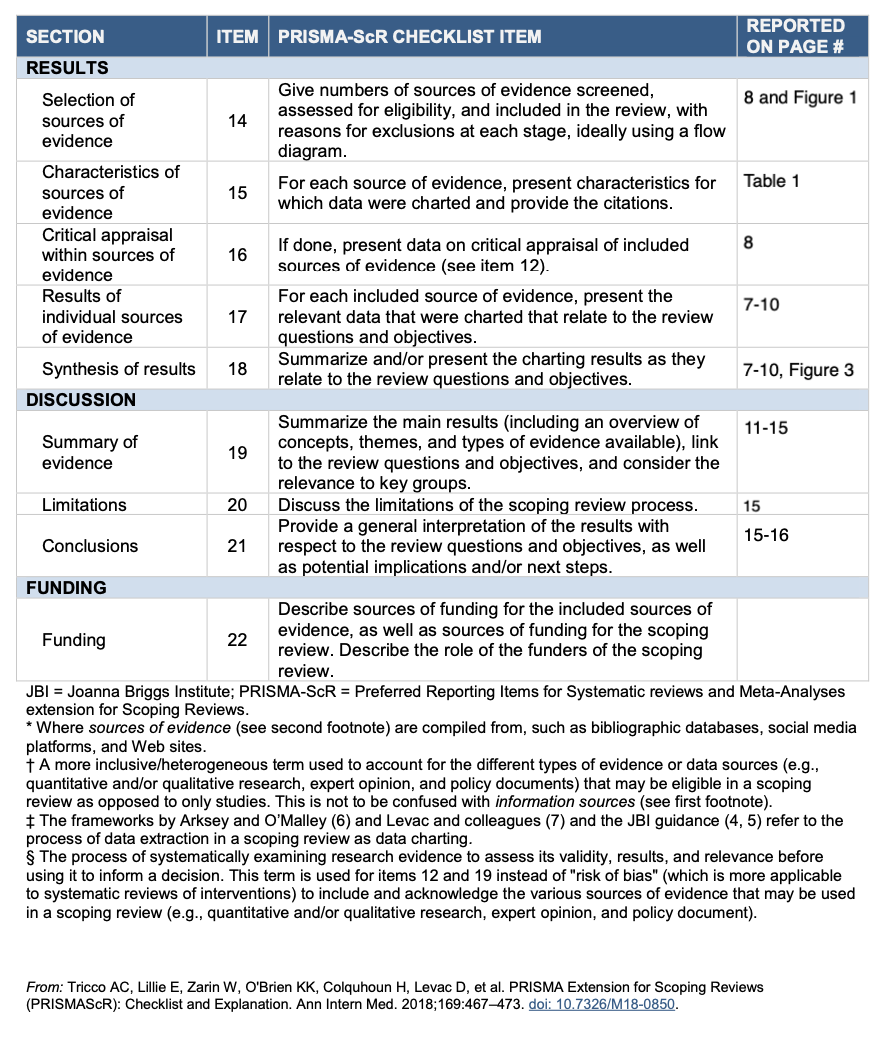 SECTION ITEM PRISMA-ScR CHECKLIST ITEM REPORTED ON PAGE #
RESULTS
Selection of sources of evidence 14 Give numbers of sources of evidence screened,
assessed for eligibility, and included in the review, with
reasons for exclusions at each stage, ideally using a flow
diagram. 8 and Figure 1
Characteristics of sources of evidence 15 For each source of evidence, present characteristics for
which data were charted and provide the citations. Table 1
Critical appraisal within sources of evidence 16 If done, present data on critical appraisal of included
sources of evidence (see item 12). 8
Results of individual sources of evidence 17 For each included source of evidence, present the
relevant data that were charted that relate to the review
questions and objectives. 7-10
Synthesis of results 18 Summarize and/or present the charting results as they
relate to the review questions and objectives. 7-10, Figure 3
DISCUSSION
Summary of evidence 19 Summarize the main results (including an overview of
concepts, themes, and types of evidence available), link
to the review questions and objectives, and consider the
relevance to key groups. 11-15
Limitations 20 Discuss the limitations of the scoping review process. 15
Conclusions 21 Provide a general interpretation of the results with
respect to the review questions and objectives, as well
as potential implications and/or next steps. 15-16
FUNDING
Funding 22 Describe sources of funding for the included sources of
evidence, as well as sources of funding for the scoping
review. Describe the role of the funders of the scoping
review.
JBI = Joanna Briggs Institute; PRISMA-ScR = Preferred Reporting Items for Systematic reviews and Meta-Analyses
extension for Scoping Reviews.
* Where sources of evidence (see second footnote) are compiled from, such as bibliographic databases, social media
platforms, and Web sites.
† A more inclusive/heterogeneous term used to account for the different types of evidence or data sources (e.g.,
quantitative and/or qualitative research, expert opinion, and policy documents) that may be eligible in a scoping
review as opposed to only studies. This is not to be confused with information sources (see first footnote).
‡ The frameworks by Arksey and O’Malley (6) and Levac and colleagues (7) and the JBI guidance (4, 5) refer to the
process of data extraction in a scoping review as data charting.
§ The process of systematically examining research evidence to assess its validity, results, and relevance before
using it to inform a decision. This term is used for items 12 and 19 instead of "risk of bias" (which is more applicable
to systematic reviews of interventions) to include and acknowledge the various sources of evidence that may be used
in a scoping review (e.g., quantitative and/or qualitative research, expert opinion, and policy document).
From: Tricco AC, Lillie E, Zarin W, O'Brien KK, Colquhoun H, Levac D, et al. PRISMA Extension for Scoping Reviews
(PRISMAScR): Checklist and Explanation. Ann Intern Med. 2018;169:467–473. doi: 10.7326/M18-0850.